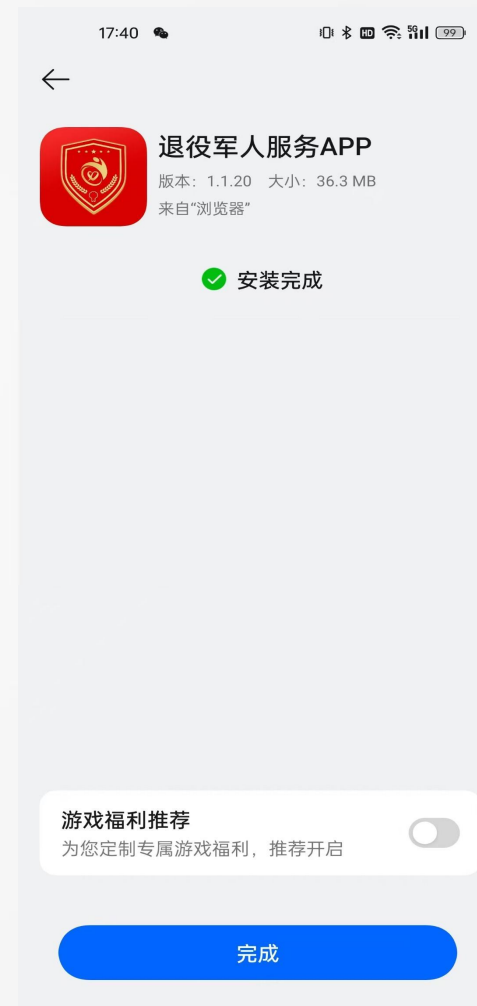 17:40
HD 5G 99
退役军人服务APP
版本：1.1.20 大小：36.3 MB
来自“浏览器”
安装完成
游戏福利推荐
为您定制专属游戏福利，推荐开启
完成